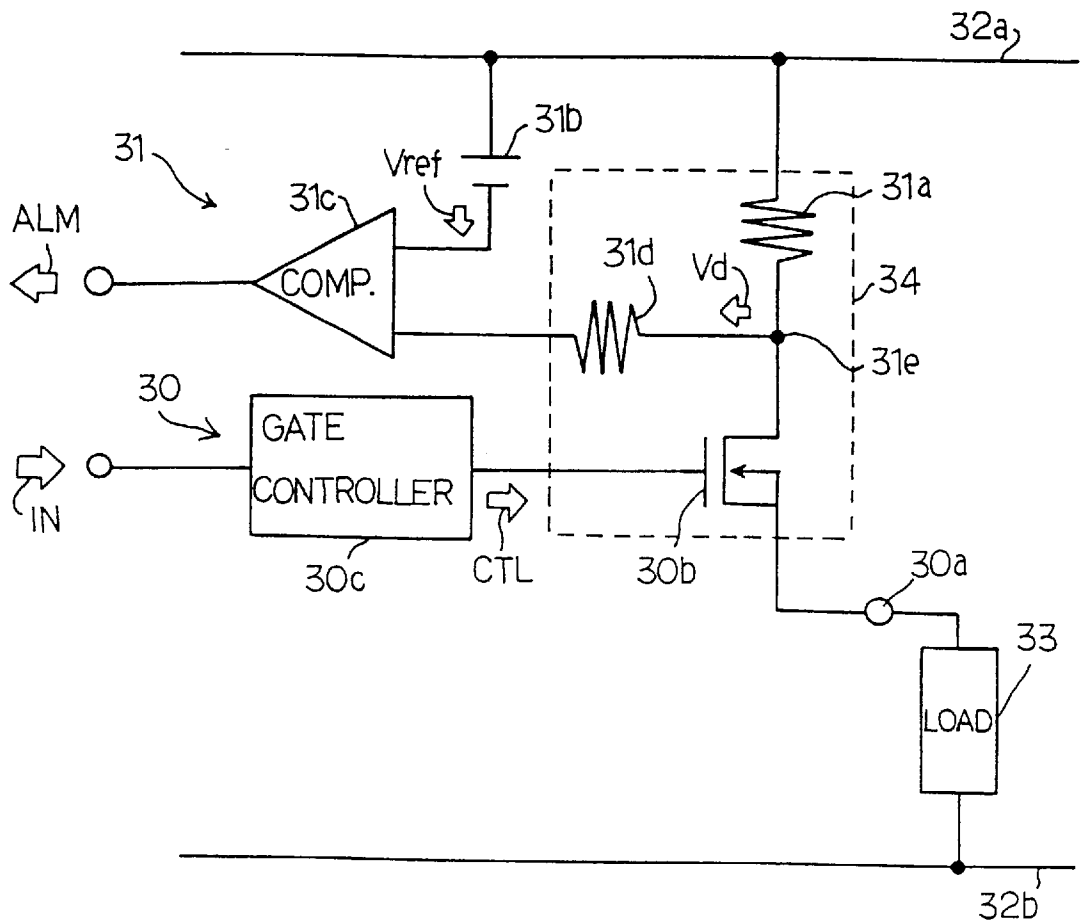 32a
31b
31
Vref
31c
31a
ALM
31d
Vd
COMP.
34
31e
30
GATE
CONTROLLER
IN
30c
CTL
30b
30a
33
LOAD
32b